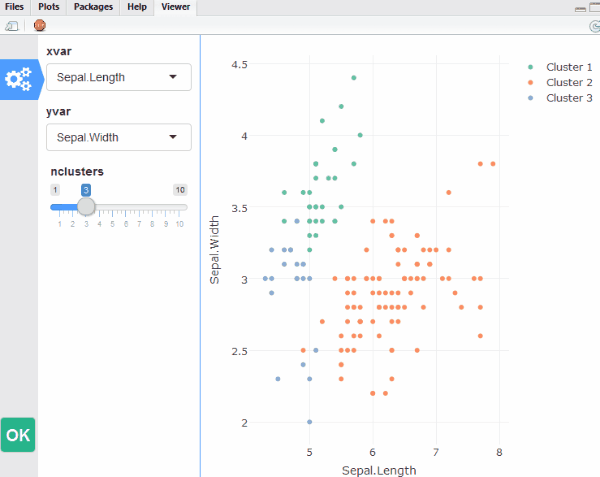 Files Plots Packages Help Viewer
xvar
Sepal.Length
yvar
Sepal.Width
nclusters
1 3 10
1 2 3 4 5 6 7 8 9 10
OK
Cluster 1
Cluster 2
Cluster 3
4.5
4
3.5
3
2.5
2
Sepal.Width
5 6 7 8
Sepal.Length